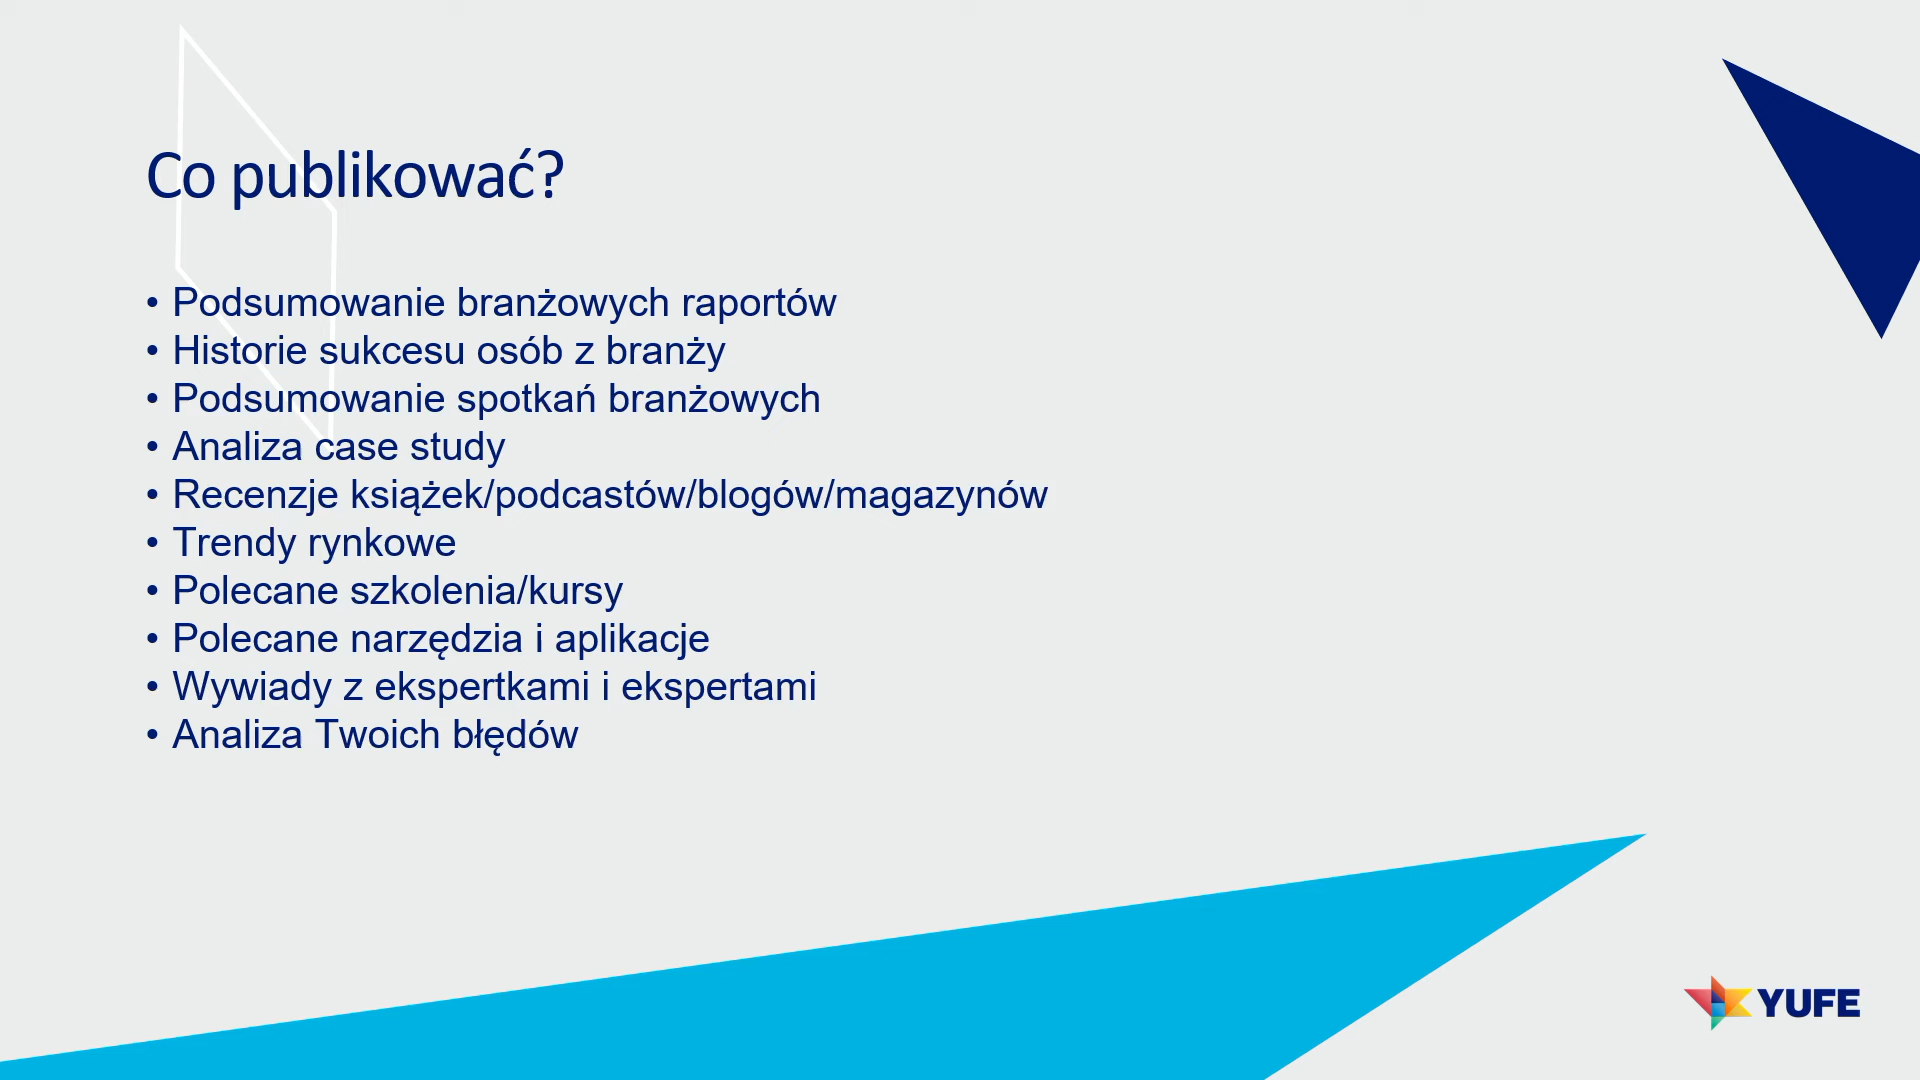 Co publikować?
• Podsumowanie branżowych raportów
• Historie sukcesu osób z branży
• Podsumowanie spotkań branżowych
• Analiza case study
• Recenzje książek/podcastów/blogów/magazynów
• Trendy rynkowe
• Polecane szkolenia/kursy
• Polecane narzędzia i aplikacje
• Wywiady z ekspertkami i ekspertami
• Analiza Twoich błędów
YUFE